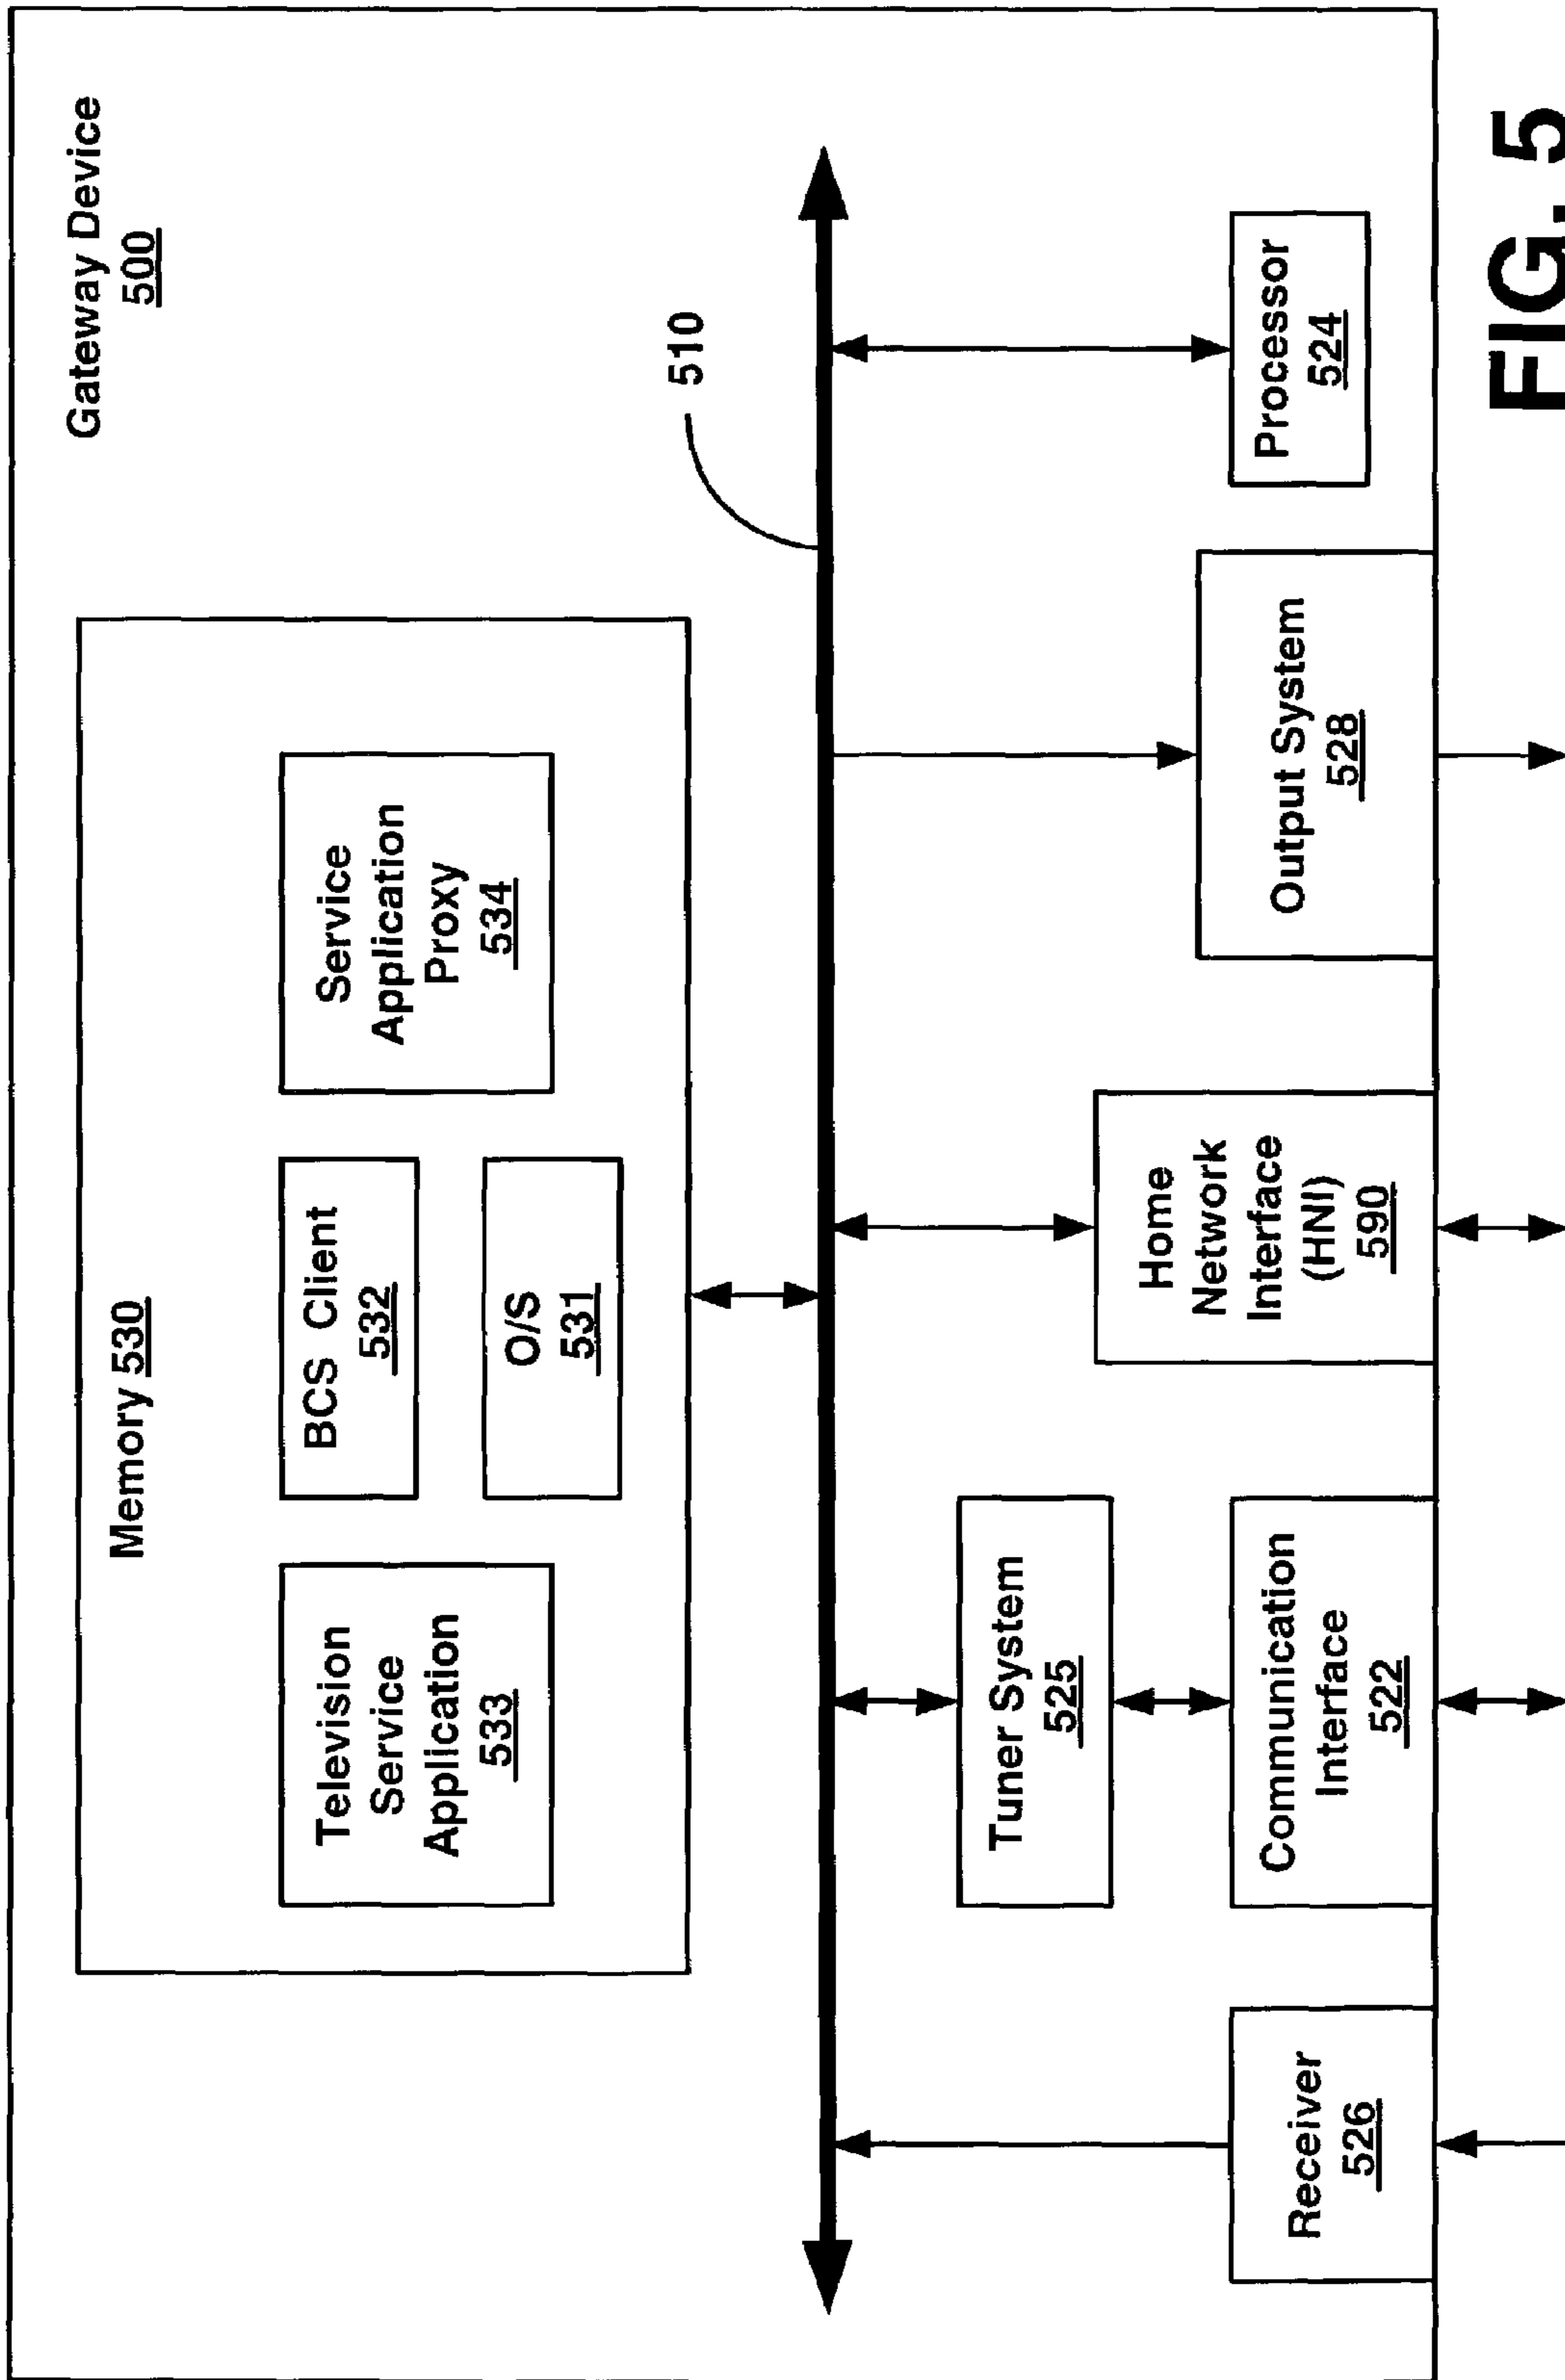 Gateway Device
500
Memory 530
Television
Service
Application
533
BCS Client
532
O/S
531
Service
Application
Proxy
534
510
Receiver
526
Tuner System
525
Communication
Interface
522
Home
Network
Interface
(HNI)
590
Output System
528
Processor
524
FIG. 5